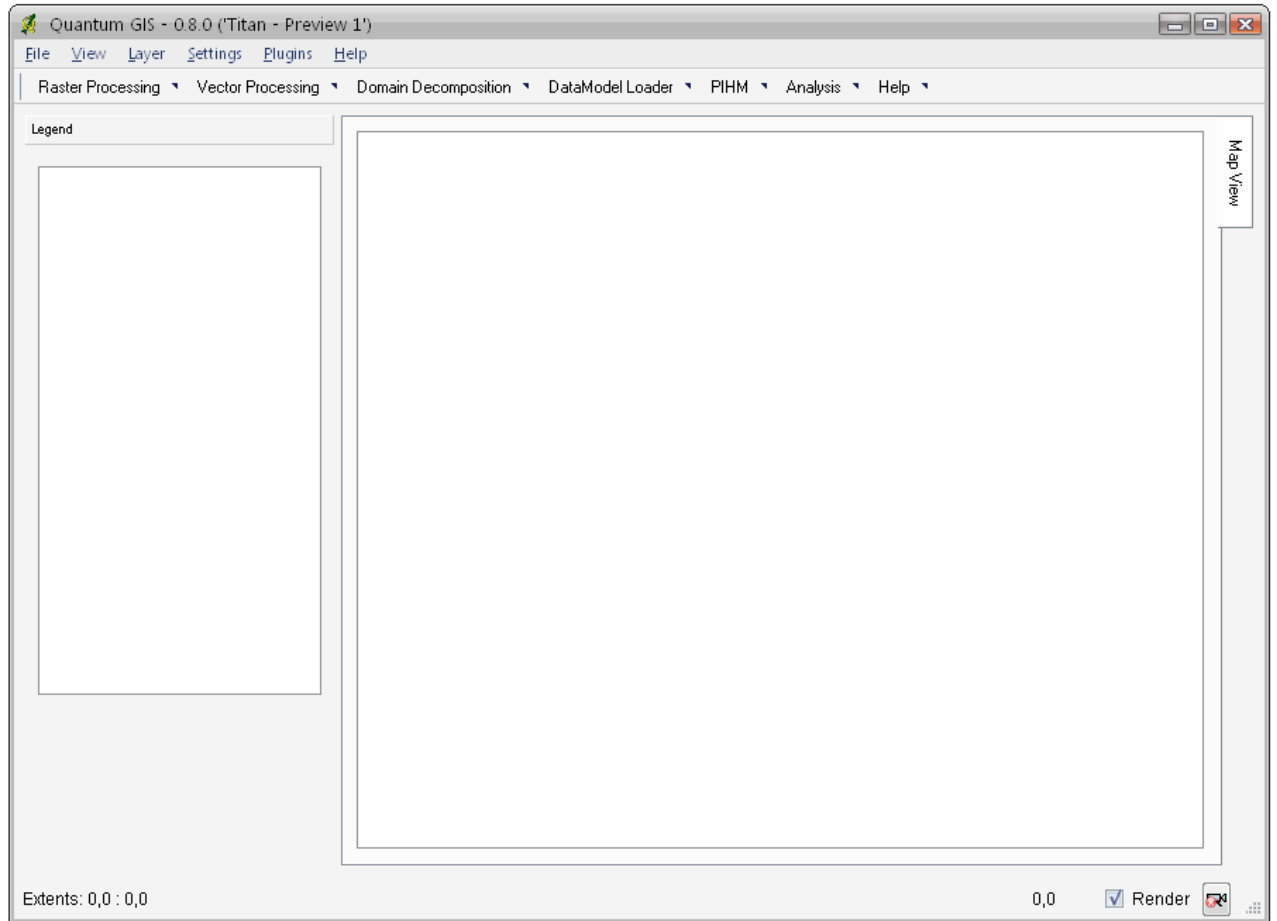 Quantum GIS - 0.8.0 ('Titan - Preview 1')
File View Layer Settings Plugins Help
Raster Processing Vector Processing Domain Decomposition DataModel Loader PIHM Analysis Help
Legend
Map View
Extents: 0,0 : 0,0 0,0 Render